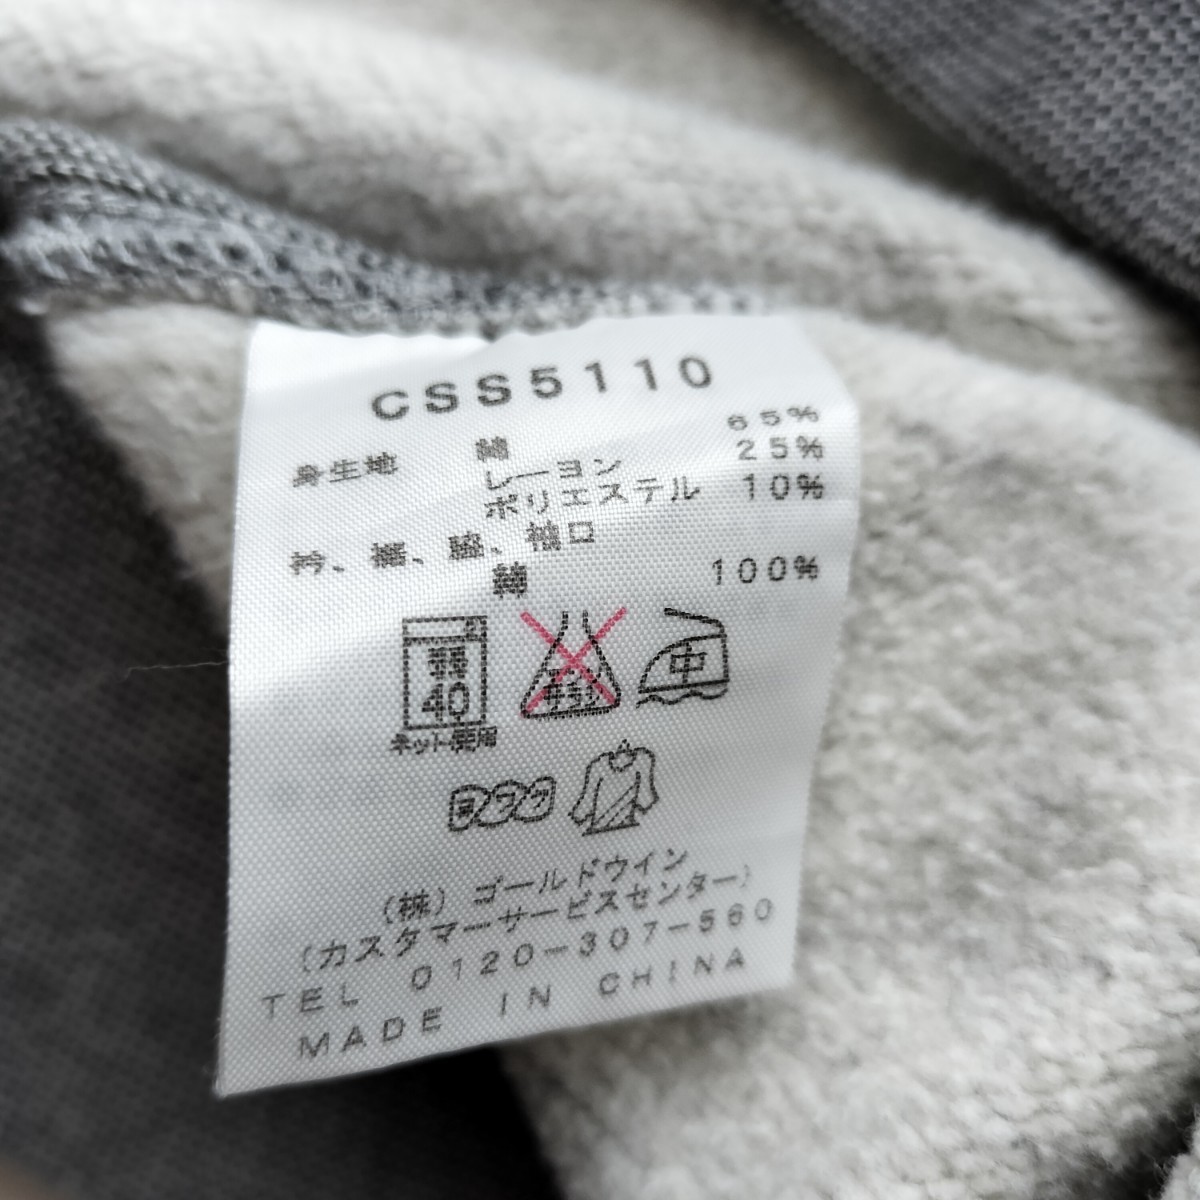 CSS5110
身生地 綿 65%
レーヨン 25%
ポリエステル 10%
衿、裾、脇、袖口
綿 100%
弱
40
ネット使用
中
ドライ
(株) ゴールドウイン
(カスタマーサービスセンター)
TEL 0120-307-560
MADE IN CHINA